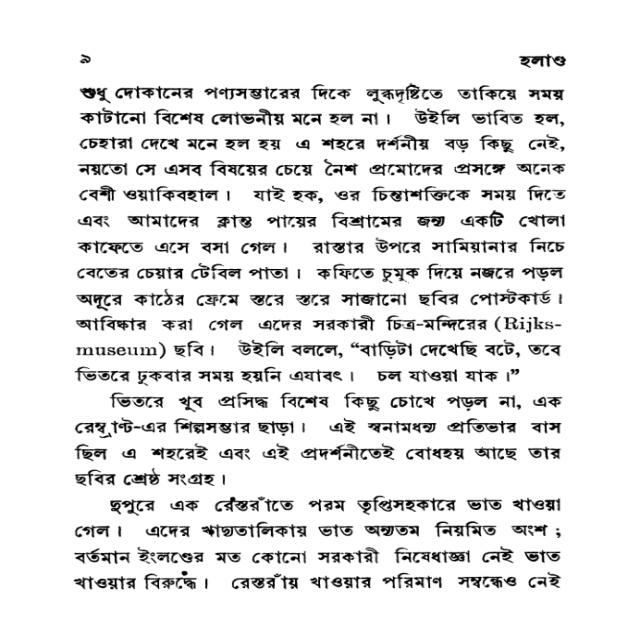 ৯ হলাণ্ড
শুধু দোকানের পণ্যসম্ভারের দিকে লুব্ধদৃষ্টিতে তাকিয়ে সময়
কাটানো বিশেষ লোভনীয় মনে হল না। উইলি ভাবিত হল,
চেহারা দেখে মনে হল হয় এ শহরে দর্শনীয় বড় কিছু নেই,
নয়তো সে এসব বিষয়ের চেয়ে নৈশ প্রমোদের প্রসঙ্গে অনেক
বেশী ওয়াকিবহাল। যাই হক, ওর চিন্তাশক্তিকে সময় দিতে
এবং আমাদের ক্লান্ত পায়ের বিশ্রামের জন্য একটি খোলা
কাফেতে এসে বসা গেল। রাস্তার উপরে সামিয়ানার নিচে
বেতের চেয়ার টেবিল পাতা। কফিতে চুমুক দিয়ে নজরে পড়ল
অদূরে কাঠের ফ্রেমে স্তরে স্তরে সাজানো ছবির পোস্টকার্ড।
আবিষ্কার করা গেল এদের সরকারী চিত্র-মন্দিরের (Rijks-
museum) ছবি। উইলি বললে, “বাড়িটা দেখেছি বটে, তবে
ভিতরে ঢুকবার সময় হয়নি এযাবৎ। চল যাওয়া যাক।”
ভিতরে খুব প্রসিদ্ধ বিশেষ কিছু চোখে পড়ল না, এক
রেম্ব্রাণ্ট-এর শিল্পসম্ভার ছাড়া। এই স্বনামধন্য প্রতিভার বাস
ছিল এ শহরেই এবং এই প্রদর্শনীতেই বোধহয় আছে তার
ছবির শ্রেষ্ঠ সংগ্রহ।
দুপুরে এক রেস্তরাঁতে পরম তৃপ্তিসহকারে ভাত খাওয়া
গেল। এদের খাদ্যতালিকায় ভাত অন্যতম নিয়মিত অংশ;
বর্তমান ইংলণ্ডের মত কোনো সরকারী নিষেধাজ্ঞা নেই ভাত
খাওয়ার বিরুদ্ধে। রেস্তরাঁয় খাওয়ার পরিমাণ সম্বন্ধেও নেই